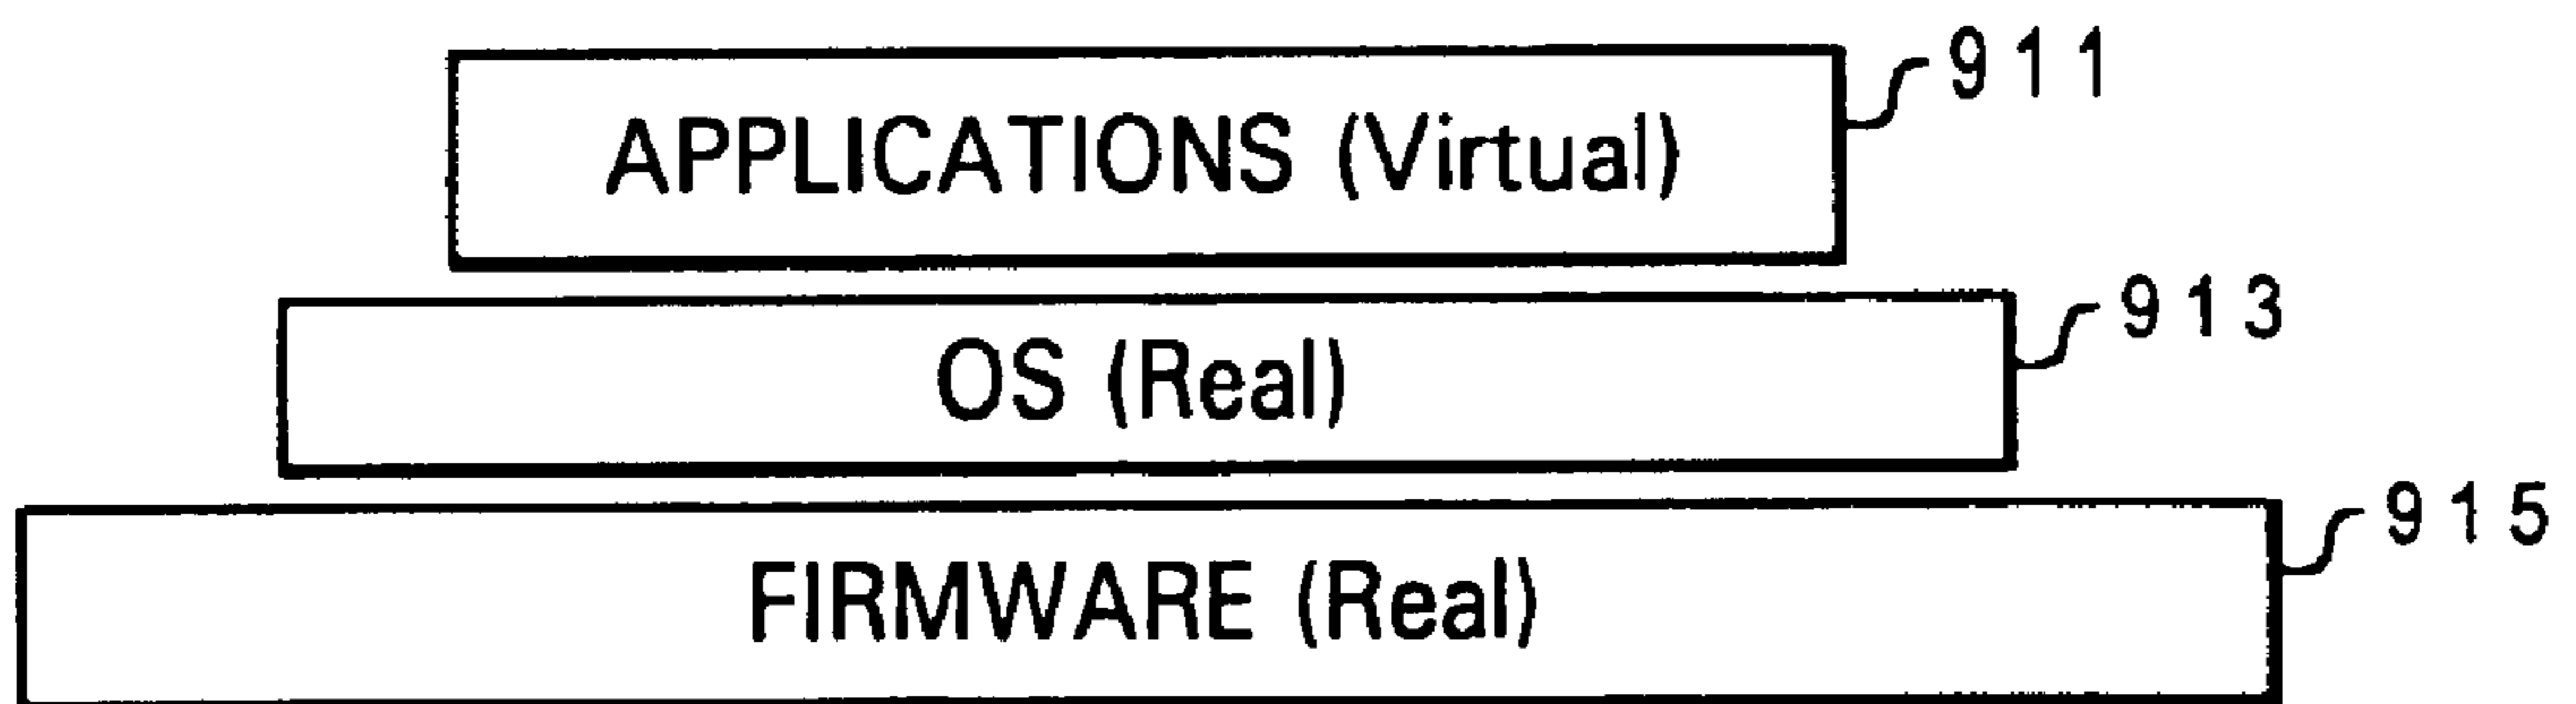 APPLICATIONS (Virtual)
911
OS (Real)
913
FIRMWARE (Real)
915